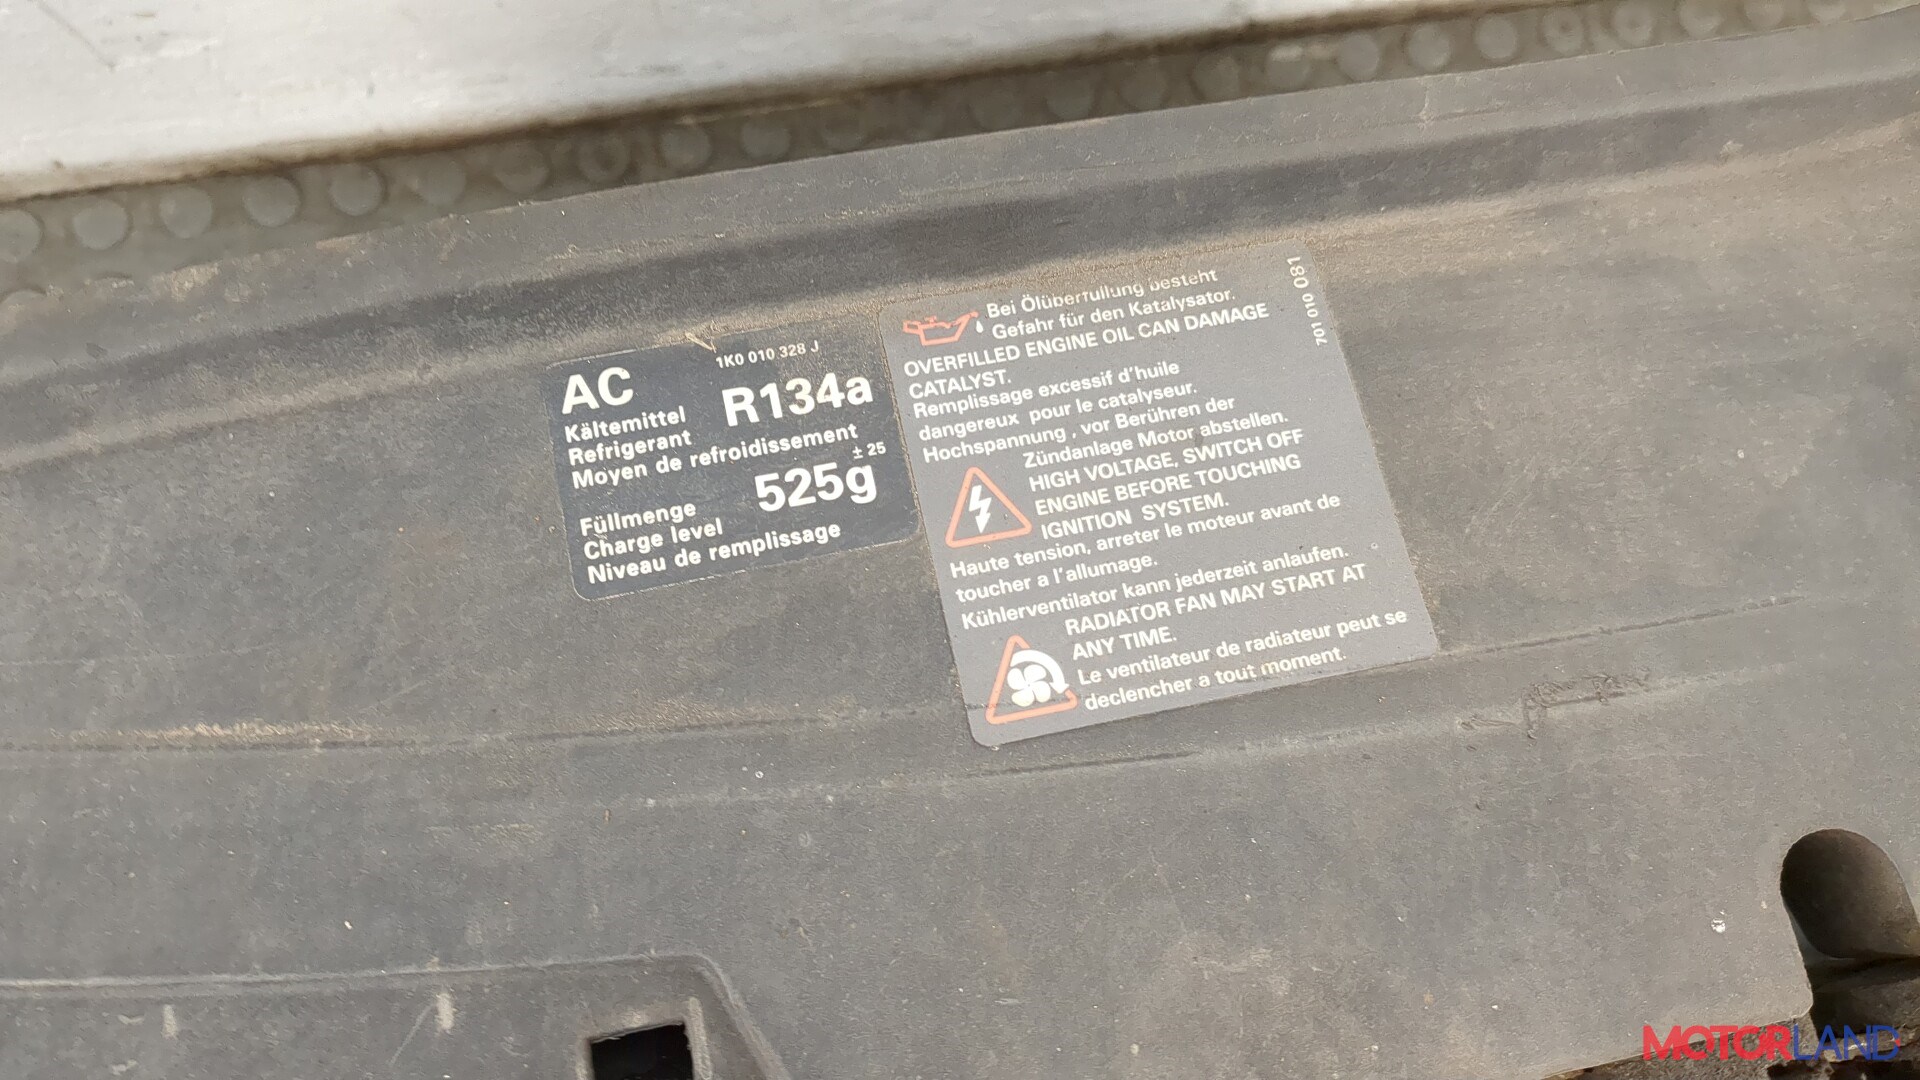 1K0 010 328 J
AC
R134a
Kältemittel
Refrigerant
Moyen de refroidissement
525g ± 25
Füllmenge
Charge level
Niveau de remplissage
701 010 081
Bei Ölüberfüllung besteht
Gefahr für den Katalysator.
OVERFILLED ENGINE OIL CAN DAMAGE
CATALYST.
Remplissage excessif d'huile
dangereux pour le catalyseur.
Hochspannung, vor Berühren der
Zündanlage Motor abstellen.
HIGH VOLTAGE, SWITCH OFF
ENGINE BEFORE TOUCHING
IGNITION SYSTEM.
Haute tension, arreter le moteur avant de
toucher a l'allumage.
Kühlerventilator kann jederzeit anlaufen.
RADIATOR FAN MAY START AT
ANY TIME.
Le ventilateur de radiateur peut se
declencher a tout moment.
MOTORLAND